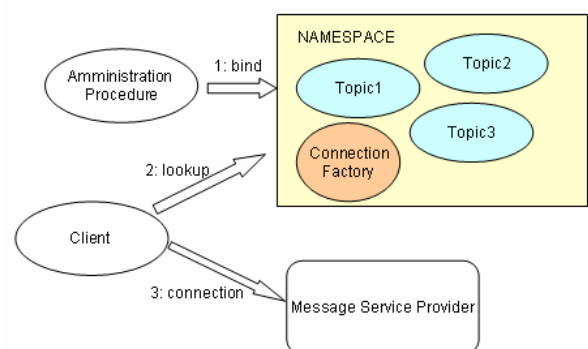 NAMESPACE
1: bind
Amministration
Procedure
Topic1
Topic2
Topic3
Connection
Factory
2: lookup
Client
3: connection
Message Service Provider